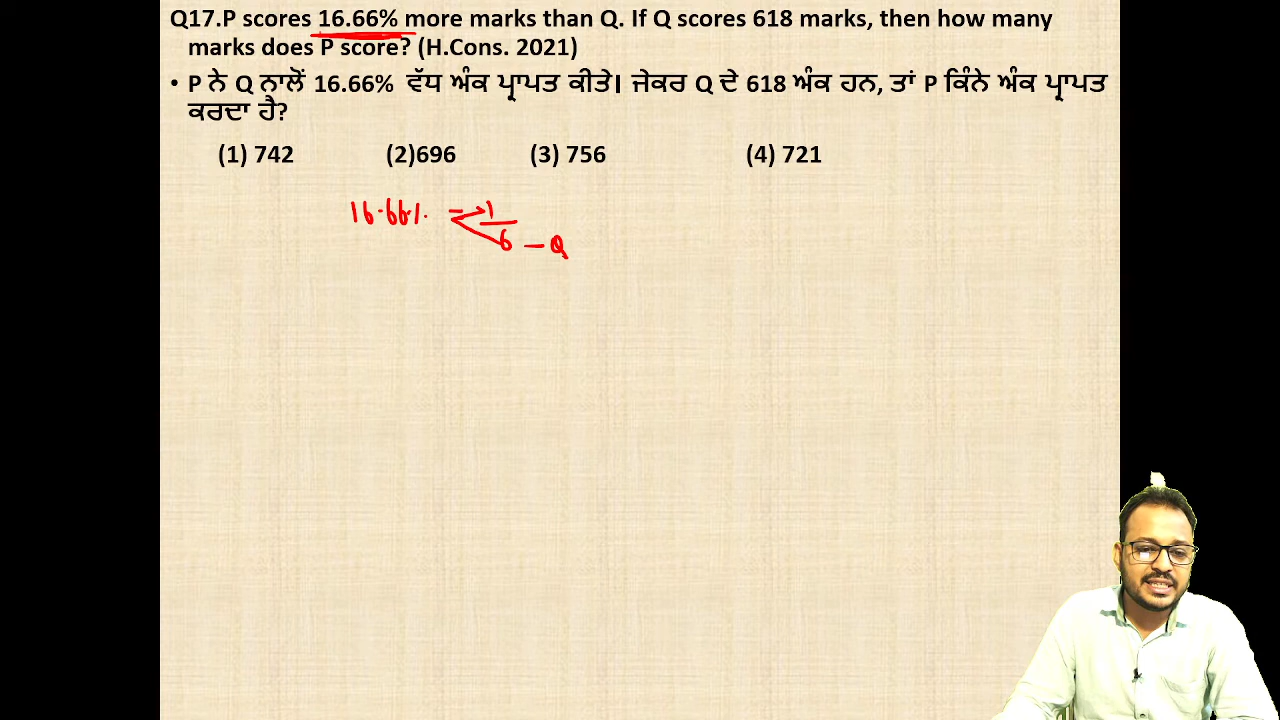 Q17.P scores 16.66% more marks than Q. If Q scores 618 marks, then how many
marks does P score? (H.Cons. 2021)
• P ਨੇ Q ਨਾਲੋਂ 16.66% ਵੱਧ ਅੰਕ ਪ੍ਰਾਪਤ ਕੀਤੇ। ਜੇਕਰ Q ਦੇ 618 ਅੰਕ ਹਨ, ਤਾਂ P ਕਿੰਨੇ ਅੰਕ ਪ੍ਰਾਪਤ
ਕਰਦਾ ਹੈ?
(1) 742 (2)696 (3) 756 (4) 721
16.66% = 1
6 – Q